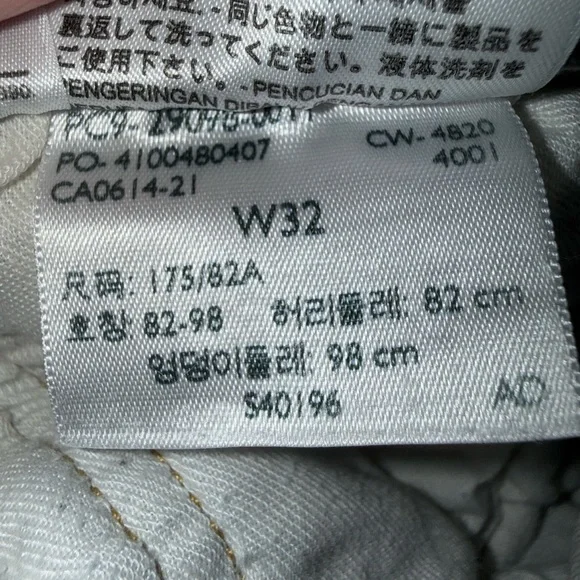 同じ色物と一緒に製品を
裏返して洗ってください。液体洗剤を
ご使用下さい。
PENGERINGAN - PENCUCIAN DAN
PC9-
PO- 4100480407
CW- 4820
4001
CA0614-21
W32
尺码: 175/82A
호칭 82-98 허리둘레: 82 cm
엉덩이둘레: 98 cm
S40196
AO